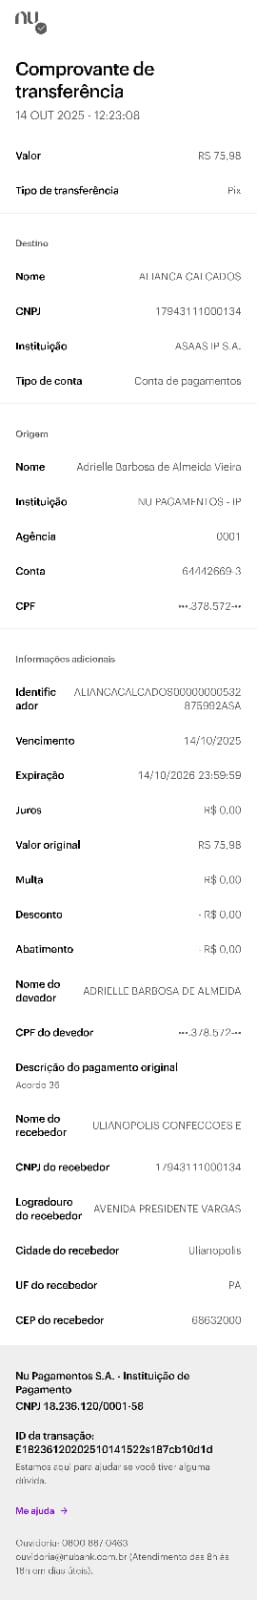 nu
Comprovante de
transferência
14 OUT 2025 - 12:23:08
Valor R$ 75,98
Tipo de transferência Pix
Destino
Nome ALIANCA CALCADOS
CNPJ 17943111000134
Instituição ASAAS IP S.A.
Tipo de conta Conta de pagamentos
Origem
Nome Adrielle Barbosa de Almeida Vieira
Instituição NU PAGAMENTOS - IP
Agência 0001
Conta 64442669-3
CPF •••.378.572-••
Informações adicionais
Identific ALIANCACALCADOS00000000532
ador 875992ASA
Vencimento 14/10/2025
Expiração 14/10/2026 23:59:59
Juros R$ 0,00
Valor original R$ 75,98
Multa R$ 0,00
Desconto - R$ 0,00
Abatimento - R$ 0,00
Nome do
devedor ADRIELLE BARBOSA DE ALMEIDA
CPF do devedor •••.378.572-••
Descrição do pagamento original
Acordo 36
Nome do
recebedor ULIANOPOLIS CONFECCOES E
CNPJ do recebedor 17943111000134
Logradouro
do recebedor AVENIDA PRESIDENTE VARGAS
Cidade do recebedor Ulianopolis
UF do recebedor PA
CEP do recebedor 68632000
Nu Pagamentos S.A. - Instituição de
Pagamento
CNPJ 18.236.120/0001-58
ID da transação:
E18236120202510141522s187cb10d1d
Estamos aqui para ajudar se você tiver alguma
dúvida.
Me ajuda →
Ouvidoria: 0800 887 0463
ouvidoria@nubank.com.br (Atendimento das 8h às
18h em dias úteis).